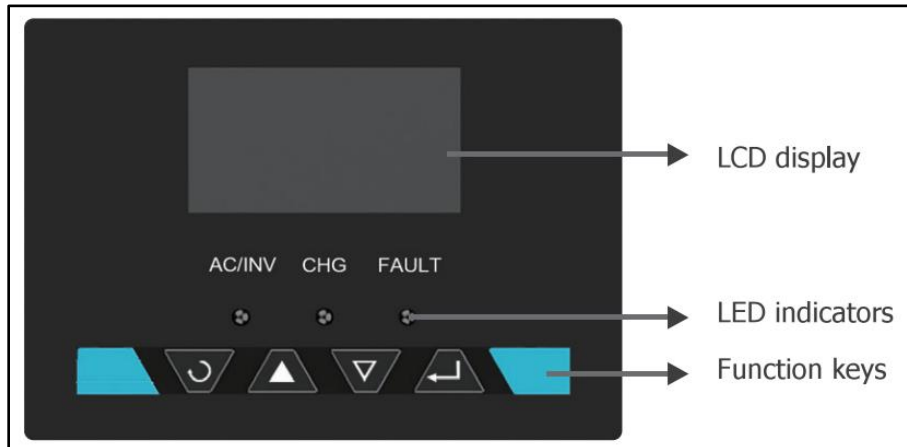 LCD display
AC/INV CHG FAULT
LED indicators
Function keys